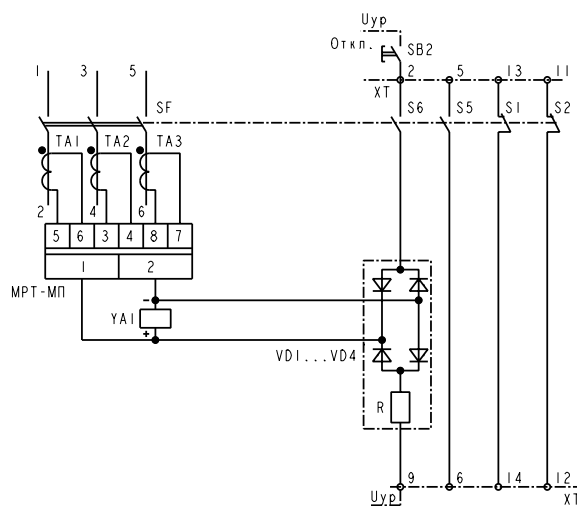 Uур
Откл.
SB2
1 3 5
2 5 13 11
XT
SF
S6 S5 S1 S2
TA1 TA2 TA3
2 4 6
5 6 3 4 8 7
1 2
МРТ-МП
-
YA1
+
VD1...VD4
R
9 6 14 12
Uур
XT